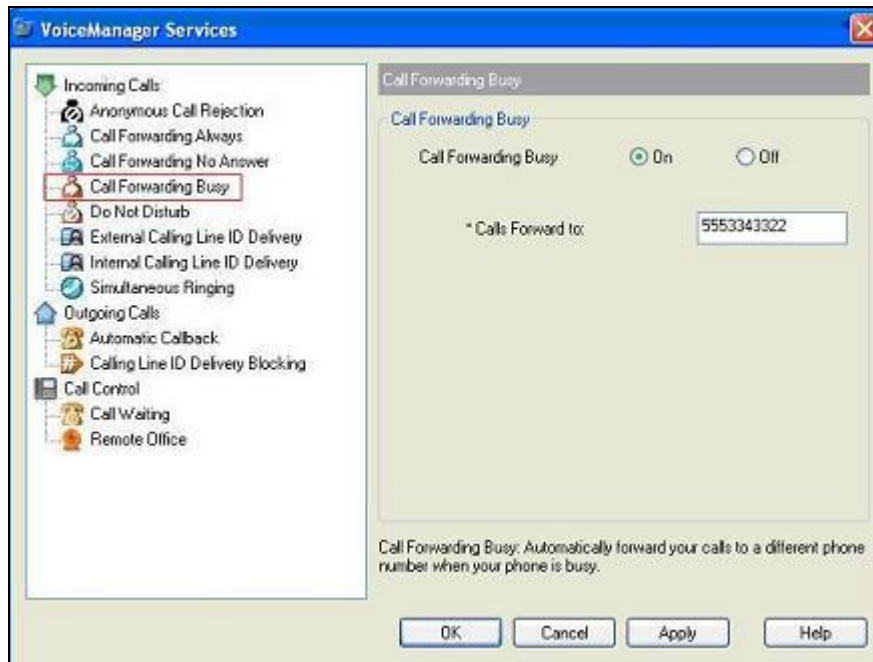 VoiceManager Services
Incoming Calls
Anonymous Call Rejection
Call Forwarding Always
Call Forwarding No Answer
Call Forwarding Busy
Do Not Disturb
External Calling Line ID Delivery
Internal Calling Line ID Delivery
Simultaneous Ringing
Outgoing Calls
Automatic Callback
Calling Line ID Delivery Blocking
Call Control
Call Waiting
Remote Office
Call Forwarding Busy
Call Forwarding Busy
Call Forwarding Busy On Off
* Calls Forward to: 5553343322
Call Forwarding Busy: Automatically forward your calls to a different phone
number when your phone is busy.
OK Cancel Apply Help